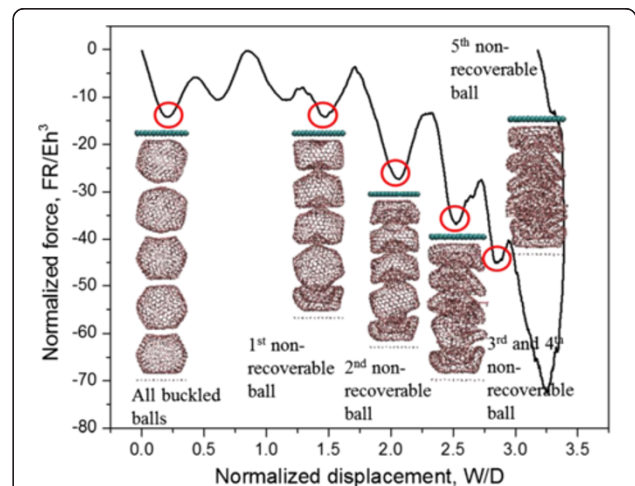 Normalized force, FR/Eh³
0
-10
-20
-30
-40
-50
-60
-70
-80
5th non-
recoverable
ball
All buckled
balls
1st non-
recoverable
ball
2nd non-
recoverable
ball
3rd and 4th
non-
recoverable
ball
0.0 0.5 1.0 1.5 2.0 2.5 3.0 3.5
Normalized displacement, W/D